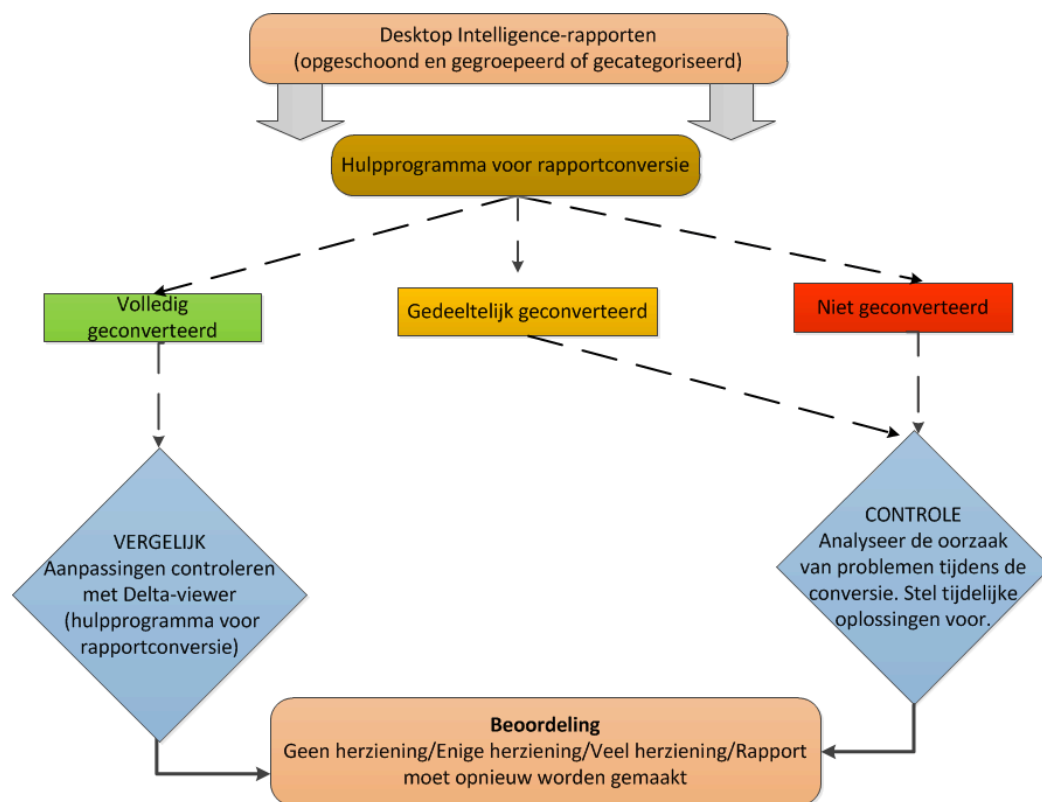 Desktop Intelligence-rapporten
(opgeschoond en gegroepeerd of gecategoriseerd)
Hulpprogramma voor rapportconversie
Volledig
geconverteerd
Gedeeltelijk geconverteerd
Niet geconverteerd
VERGELIJK
Aanpassingen controleren
met Delta-viewer
(hulpprogramma voor
rapportconversie)
CONTROLE
Analyseer de oorzaak
van problemen tijdens de
conversie. Stel tijdelijke
oplossingen voor.
Beoordeling
Geen herziening/Enige herziening/Veel herziening/Rapport
moet opnieuw worden gemaakt